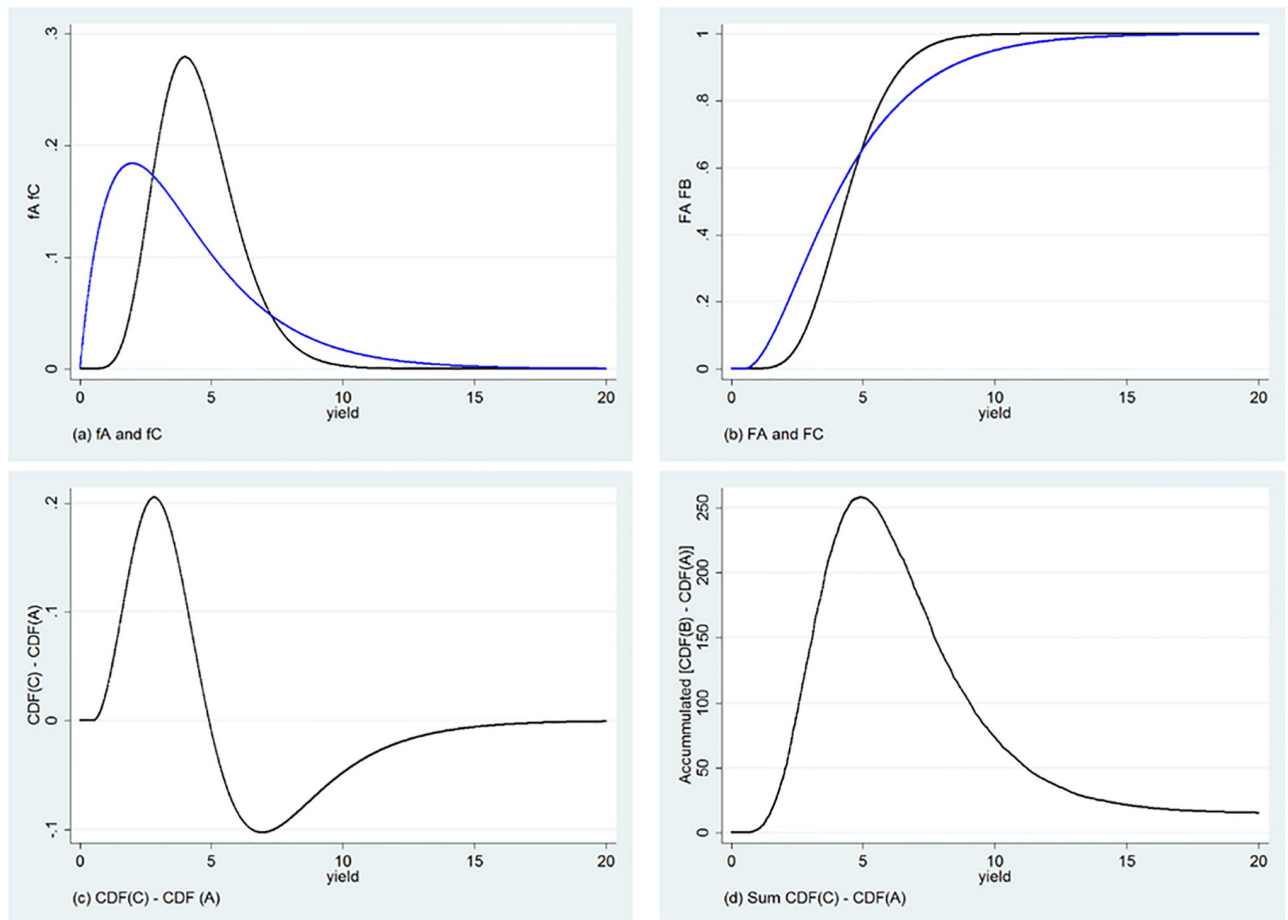 .3
.2
.1
0
fA fC
0 5 10 15 20
yield
(a) fA and fC
1
.8
.6
.4
.2
0
FA FB
0 5 10 15 20
yield
(b) FA and FC
.2
.1
0
-.1
CDF(C) - CDF(A)
0 5 10 15 20
yield
(c) CDF(C) - CDF (A)
250
200
150
100
50
0
Accummulated [CDF(B) - CDF(A)]
0 5 10 15 20
yield
(d) Sum CDF(C) - CDF(A)